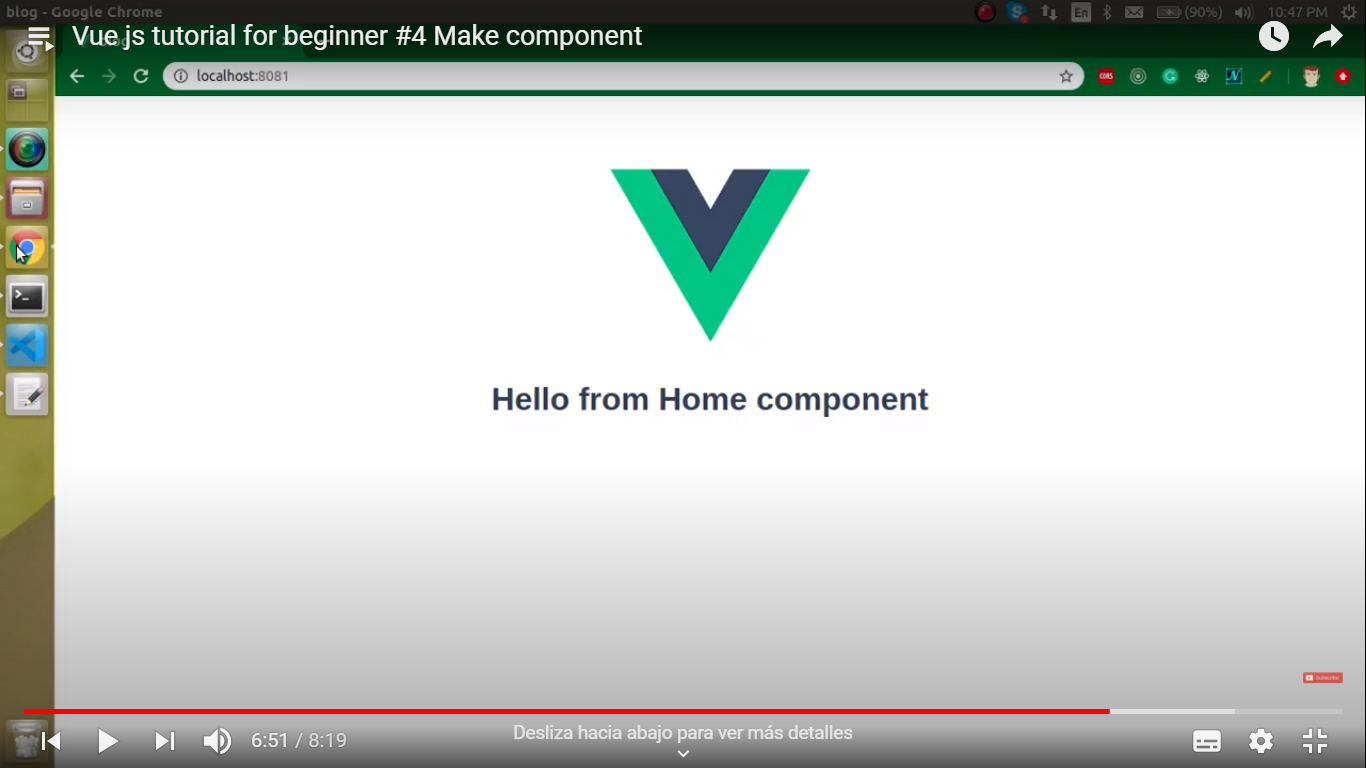 blog - Google Chrome
En
(90%)
10:47 PM
Vue js tutorial for beginner #4 Make component
localhost:8081
CORS
Hello from Home component
Subscribe
6:51 / 8:19
Desliza hacia abajo para ver más detalles